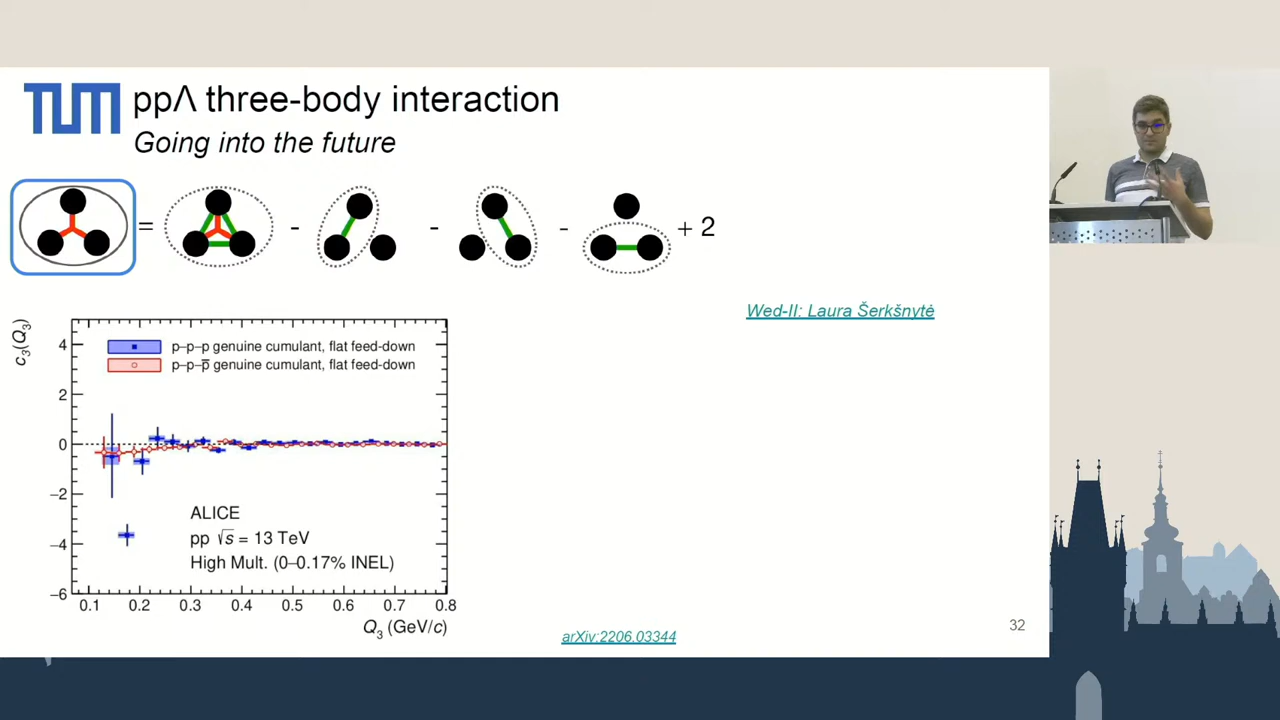 TUM
ppΛ three-body interaction
Going into the future
= - - - + 2
Wed-II: Laura Šerkšnytė
c₃(Q₃)
p–p–p genuine cumulant, flat feed-down
p–p–p̅ genuine cumulant, flat feed-down
4
2
0
−2
−4
−6
ALICE
pp √s = 13 TeV
High Mult. (0–0.17% INEL)
0.1 0.2 0.3 0.4 0.5 0.6 0.7 0.8
Q₃ (GeV/c)
arXiv:2206.03344
32